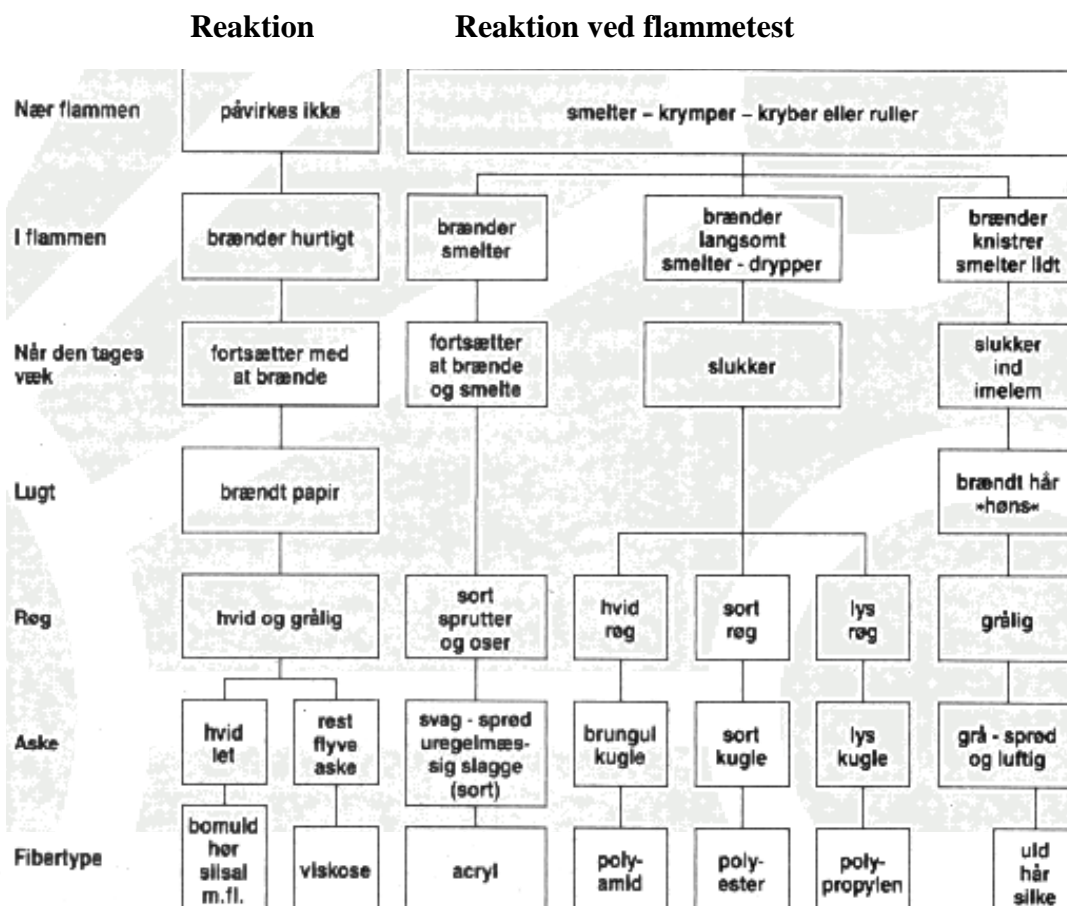 Reaktion
Reaktion ved flammetest
Nær flammen
påvirkes ikke
smelter – krymper – kryber eller ruller
I flammen
brænder hurtigt
brænder
smelter
brænder
langsomt
smelter - drypper
brænder
knistrer
smelter lidt
Når den tages
væk
fortsætter med
at brænde
fortsætter
at brænde
og smelte
slukker
slukker
ind
imelem
Lugt
brændt papir
brændt hår
»høns«
Røg
hvid og grålig
sort
sprutter
og oser
hvid
røg
sort
røg
lys
røg
grålig
Aske
hvid
let
rest
flyve
aske
svag - sprød
uregelmæs-
sig slagge
(sort)
brungul
kugle
sort
kugle
lys
kugle
grå - sprød
og luftig
Fibertype
bomuld
hør
silsal
m.fl.
viskose
acryl
poly-
amid
poly-
ester
poly-
propylen
uld
hår
silke